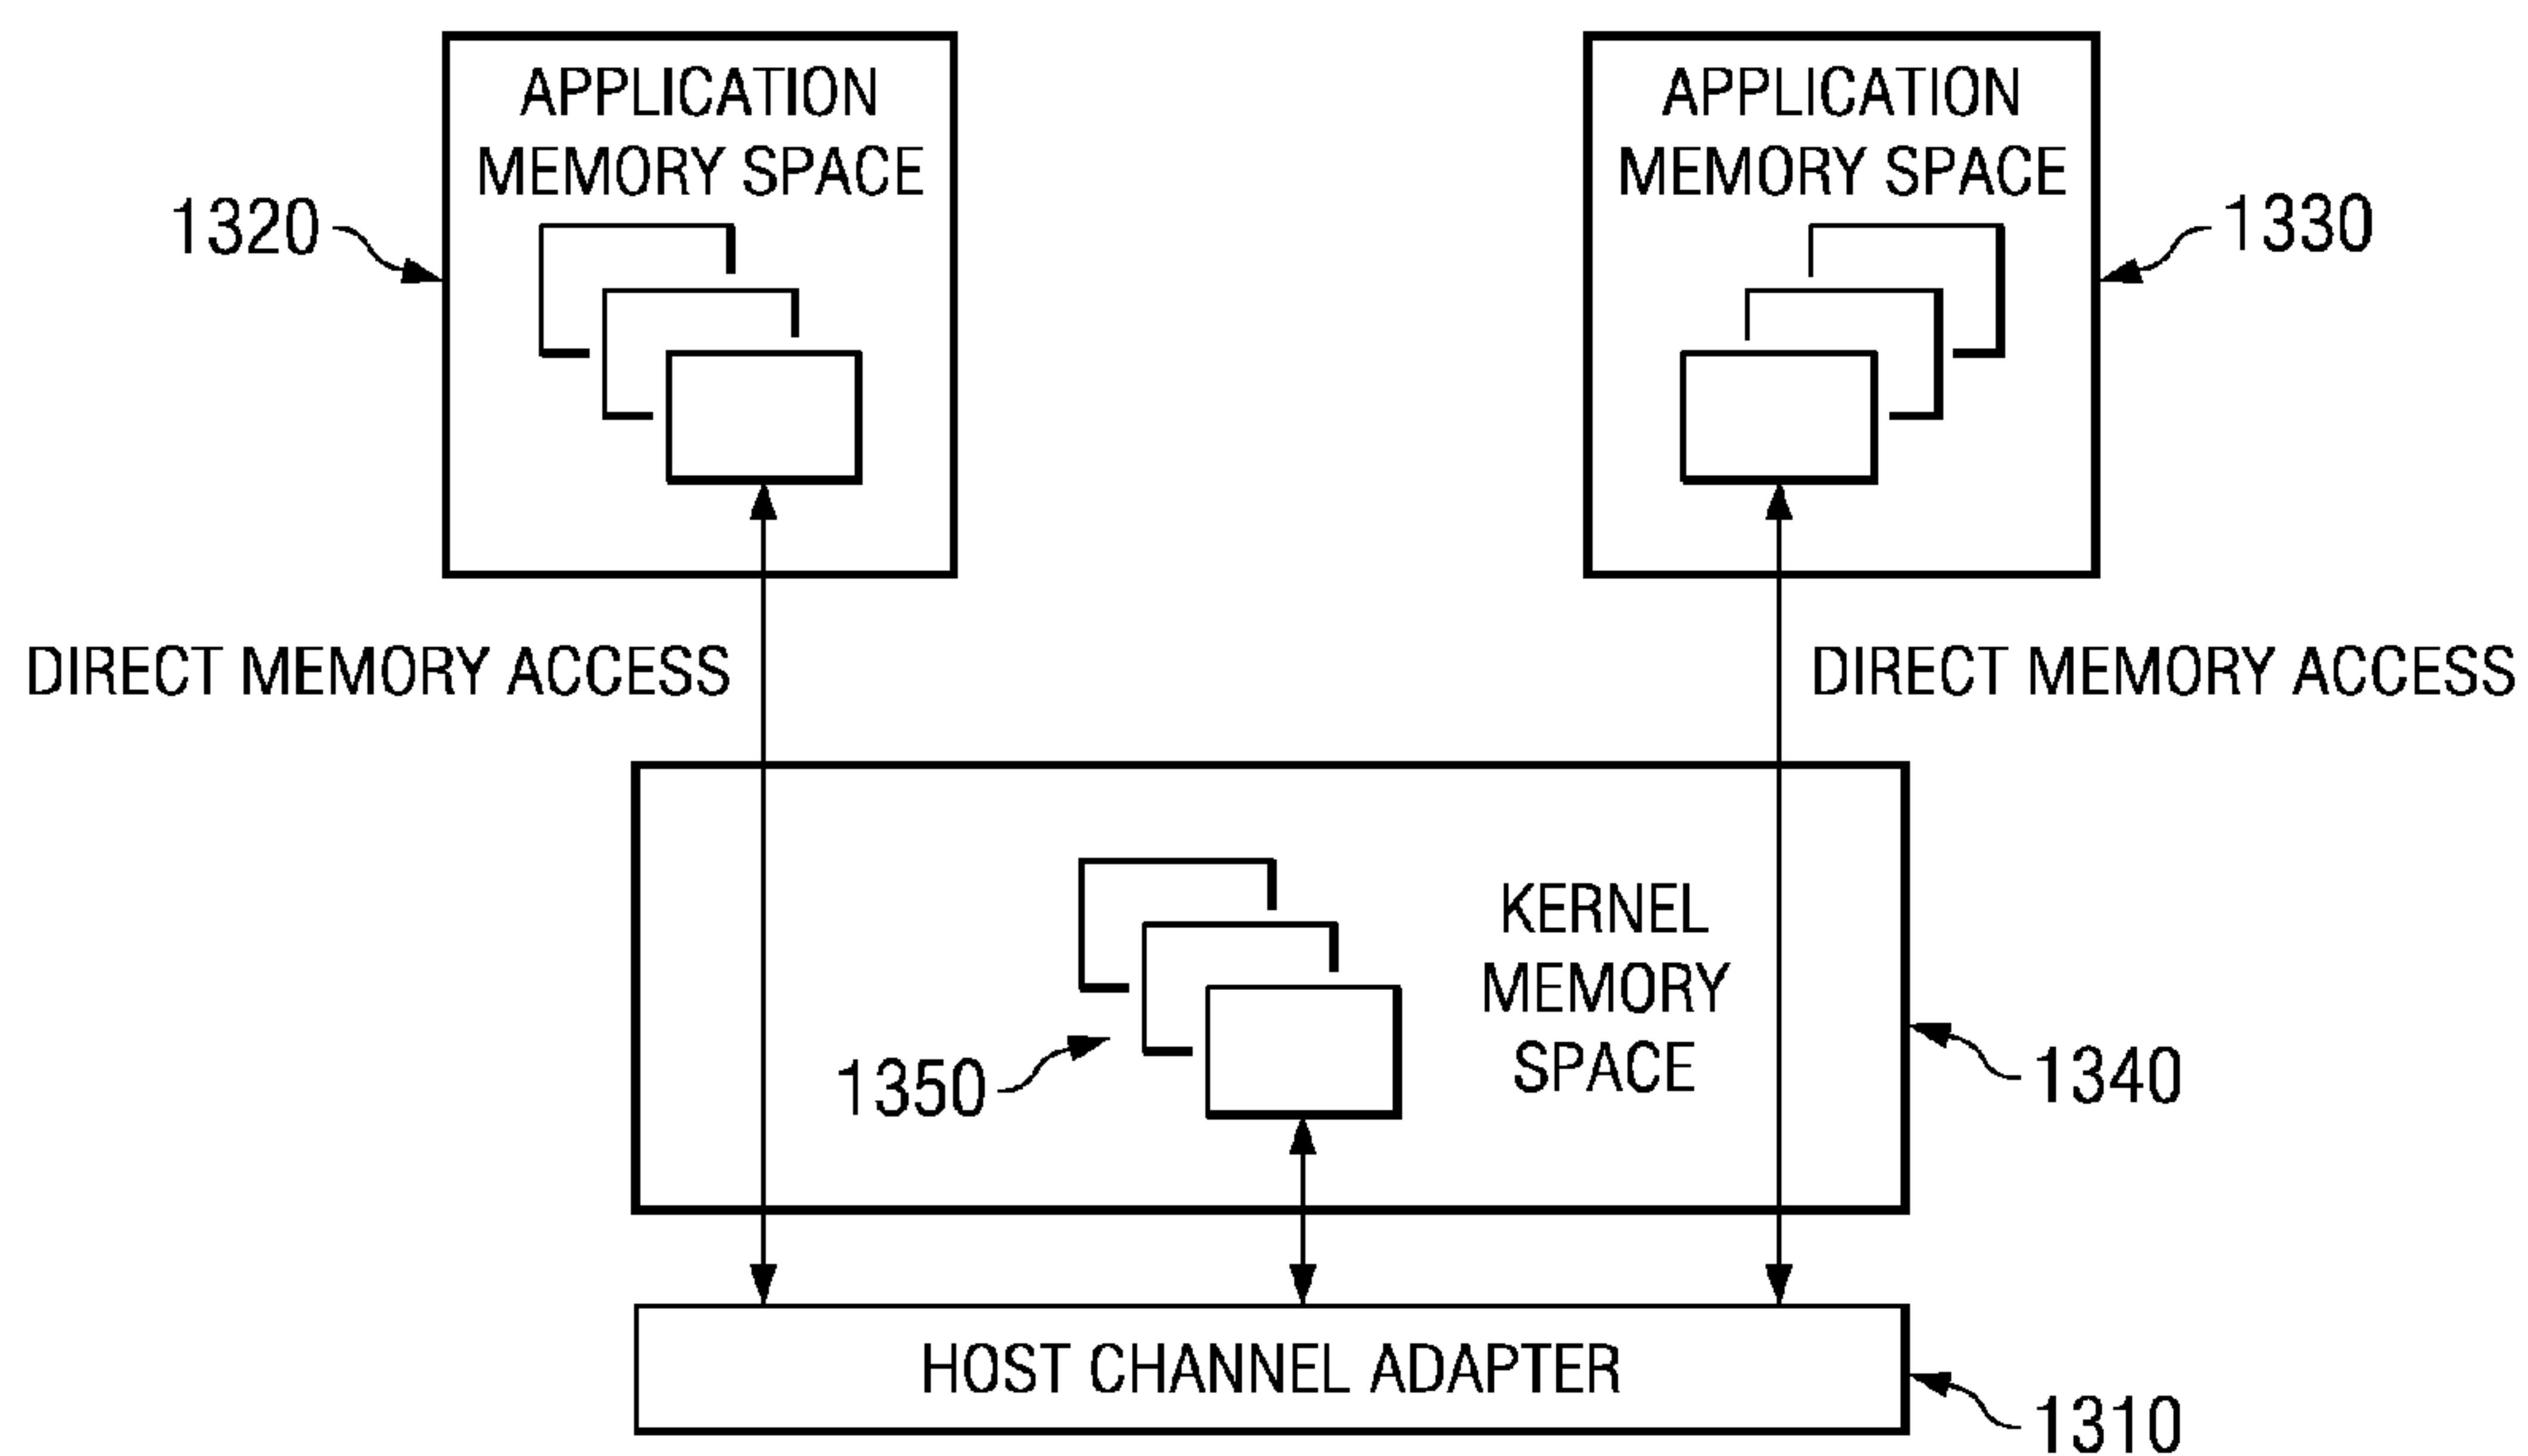 APPLICATION
MEMORY SPACE
1320
APPLICATION
MEMORY SPACE
1330
DIRECT MEMORY ACCESS
DIRECT MEMORY ACCESS
KERNEL
MEMORY
SPACE
1350
1340
HOST CHANNEL ADAPTER
1310